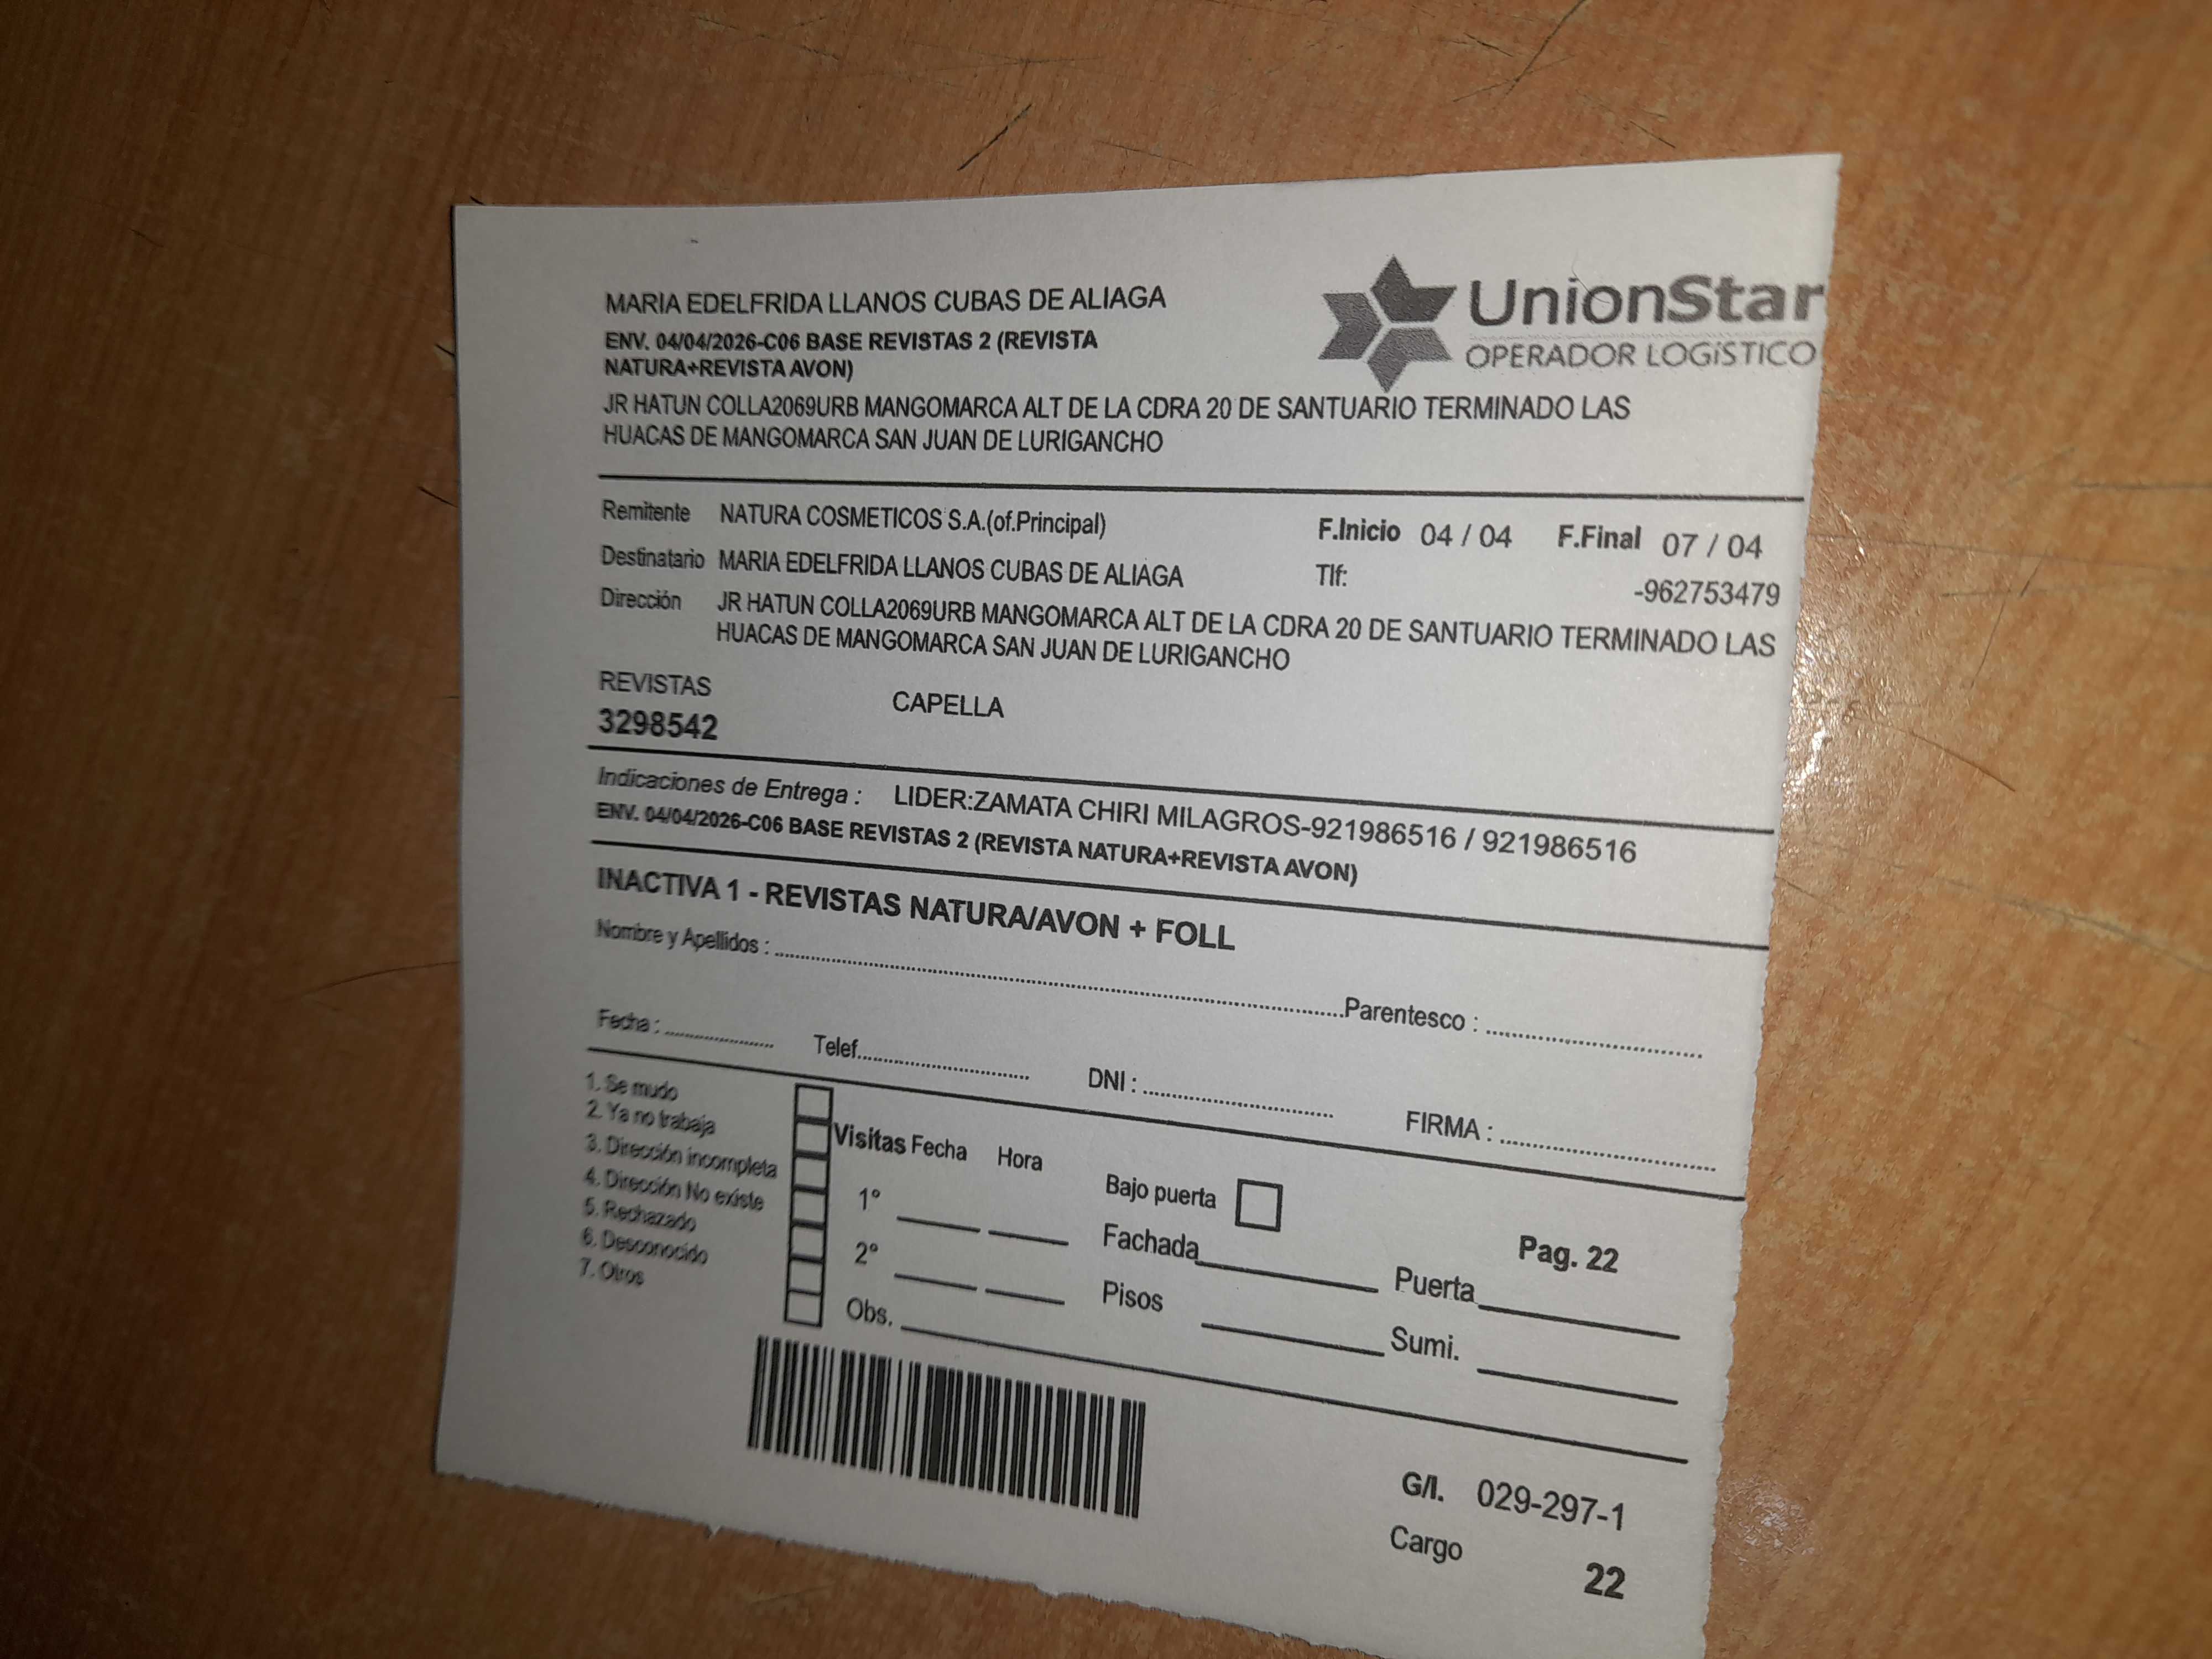 MARIA EDELFRIDA LLANOS CUBAS DE ALIAGA
ENV. 04/04/2026-C06 BASE REVISTAS 2 (REVISTA
NATURA+REVISTA AVON)
UnionStar
OPERADOR LOGíSTICO
JR HATUN COLLA2069URB MANGOMARCA ALT DE LA CDRA 20 DE SANTUARIO TERMINADO LAS
HUACAS DE MANGOMARCA SAN JUAN DE LURIGANCHO
Remitente NATURA COSMETICOS S.A.(of.Principal) F.Inicio 04 / 04 F.Final 07 / 04
Destinatario MARIA EDELFRIDA LLANOS CUBAS DE ALIAGA Tlf: -962753479
Dirección JR HATUN COLLA2069URB MANGOMARCA ALT DE LA CDRA 20 DE SANTUARIO TERMINADO LAS
HUACAS DE MANGOMARCA SAN JUAN DE LURIGANCHO
REVISTAS CAPELLA
3298542
Indicaciones de Entrega : LIDER:ZAMATA CHIRI MILAGROS-921986516 / 921986516
ENV. 04/04/2026-C06 BASE REVISTAS 2 (REVISTA NATURA+REVISTA AVON)
INACTIVA 1 - REVISTAS NATURA/AVON + FOLL
Nombre y Apellidos : Parentesco :
Fecha : Telef. DNI : FIRMA :
1. Se mudo
2. Ya no trabaja
3. Dirección incompleta
4. Dirección No existe
5. Rechazado
6. Desconocido
7. Otros
Visitas Fecha Hora
1°
2°
Obs.
Bajo puerta
Fachada Puerta
Pisos Sumi.
Pag. 22
G/I. 029-297-1
Cargo 22